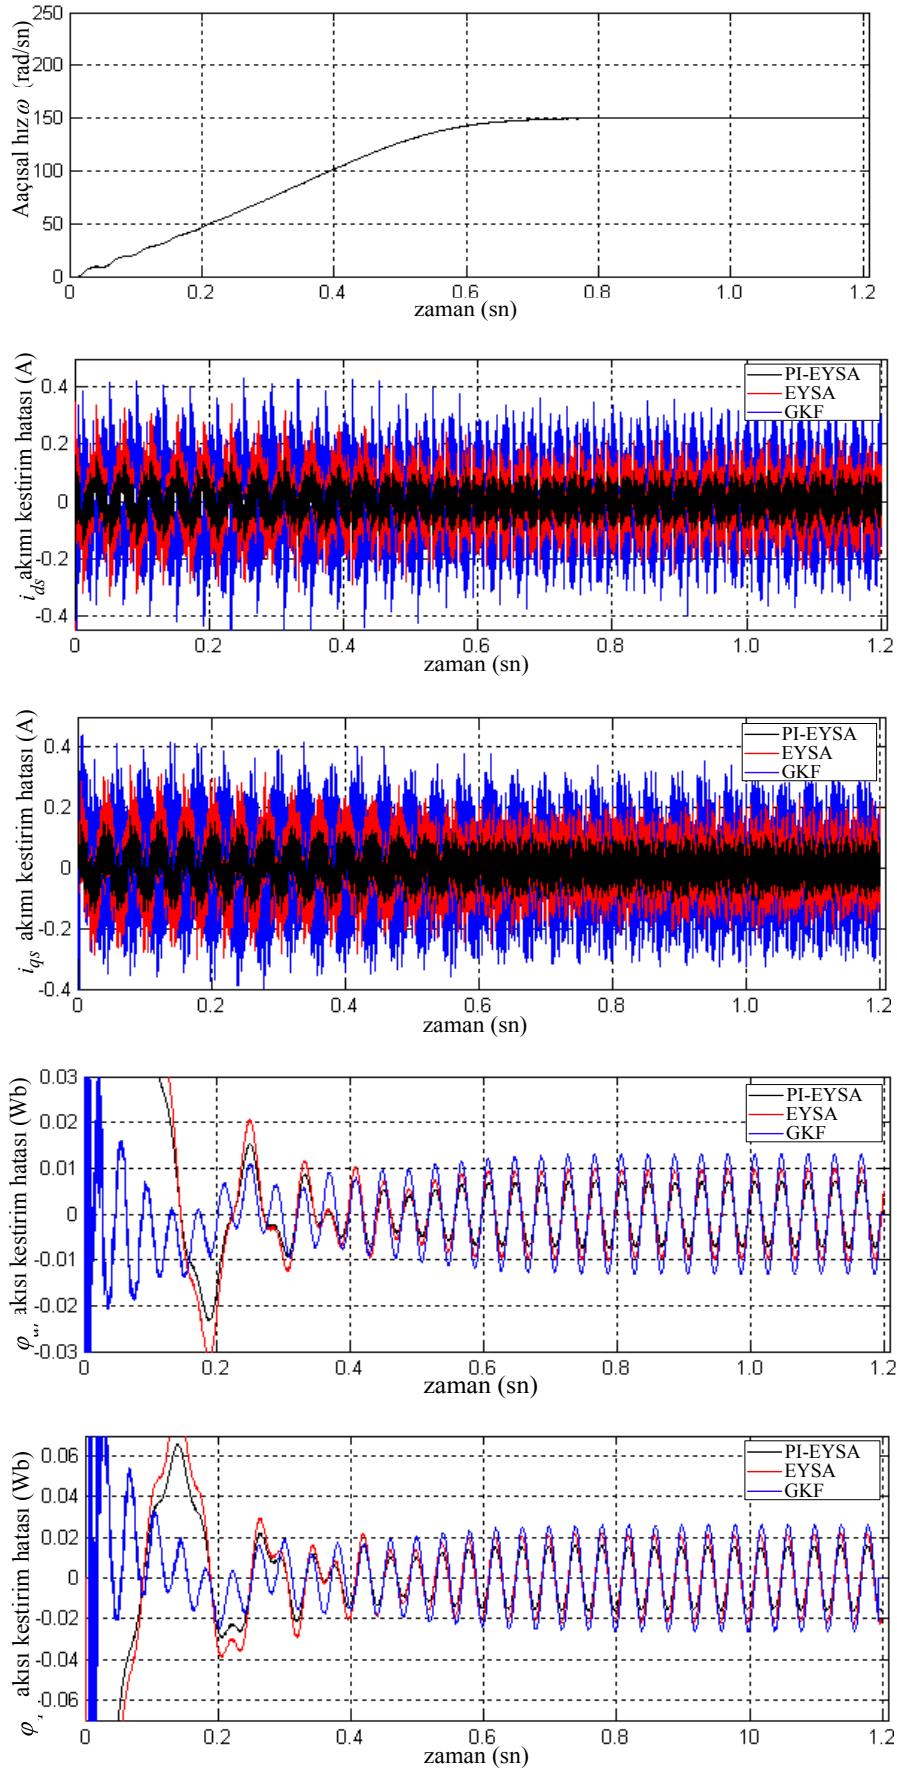 250
200
150
100
50
0
Aaçısal hız ω (rad/sn)
0 0.2 0.4 0.6 0.8 1.0 1.2
zaman (sn)
i_ds akımı kestirim hatası (A)
0.4
0.2
0
-0.2
-0.4
PI-EYSA
EYSA
GKF
0 0.2 0.4 0.6 0.8 1.0 1.2
zaman (sn)
i_qs akımı kestirim hatası (A)
0.4
0.2
0
-0.2
-0.4
PI-EYSA
EYSA
GKF
0 0.2 0.4 0.6 0.8 1.0 1.2
zaman (sn)
akısı kestirim hatası (Wb)
0.03
0.02
0.01
0
-0.01
-0.02
-0.03
PI-EYSA
EYSA
GKF
0 0.2 0.4 0.6 0.8 1.0 1.2
zaman (sn)
akısı kestirim hatası (Wb)
0.06
0.04
0.02
0
-0.02
-0.04
-0.06
PI-EYSA
EYSA
GKF
0 0.2 0.4 0.6 0.8 10 1.2
zaman (sn)